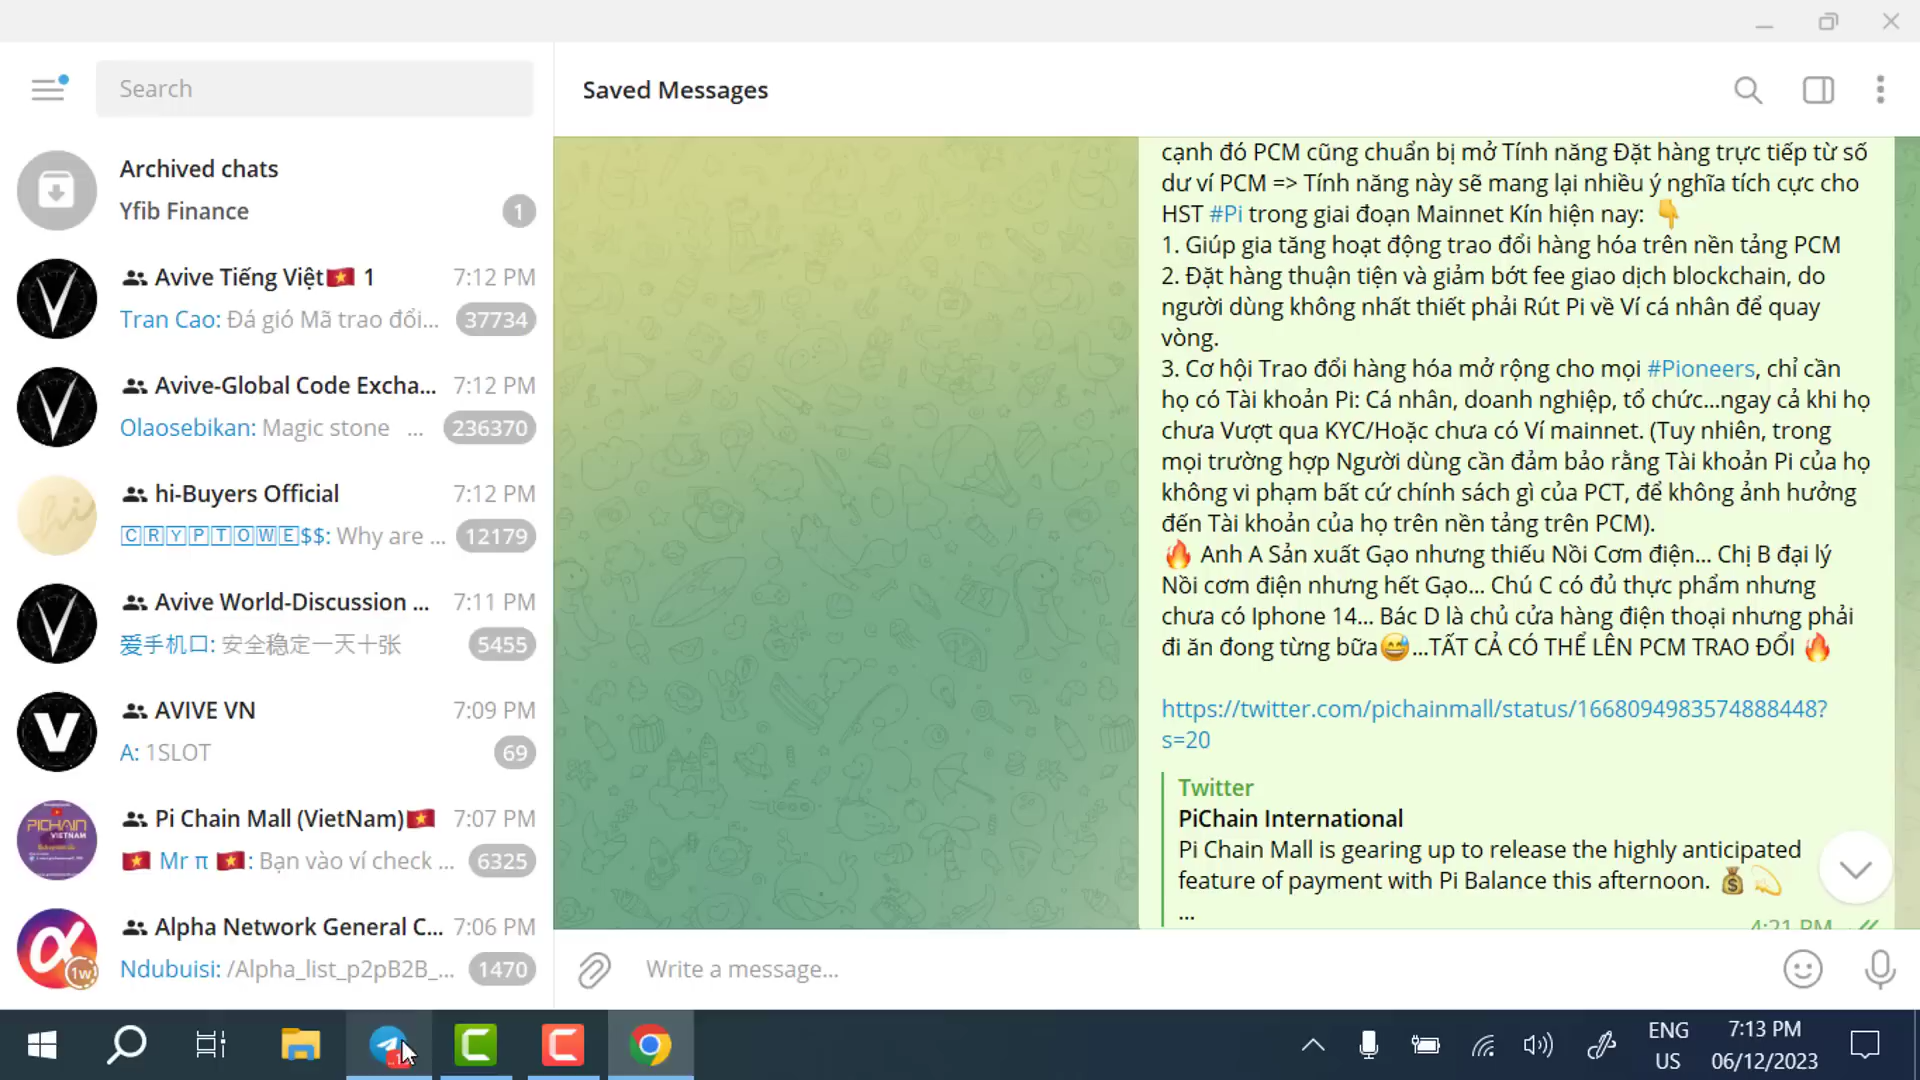 Search
Saved Messages
Archived chats
Yfib Finance
1
Avive Tiếng Việt🇻🇳 1
7:12 PM
Tran Cao: Đá gió Mã trao đổi...
37734
Avive-Global Code Excha...
7:12 PM
Olaosebikan: Magic stone ...
236370
hi-Buyers Official
7:12 PM
🄲🅁🅈🄿🅃🄾🅆🄴$$: Why are ...
12179
Avive World-Discussion ...
7:11 PM
爱手机口: 安全稳定一天十张
5455
AVIVE VN
7:09 PM
A: 1SLOT
69
PICHAIN
VIETNAM
Pi Chain Mall (VietNam)🇻🇳
7:07 PM
🇻🇳 Mr π 🇻🇳: Bạn vào ví check ...
6325
Alpha Network General C...
7:06 PM
1w
Ndubuisi: /Alpha_list_p2pB2B_...
1470
cạnh đó PCM cũng chuẩn bị mở Tính năng Đặt hàng trực tiếp từ số
dư ví PCM => Tính năng này sẽ mang lại nhiều ý nghĩa tích cực cho
HST #Pi trong giai đoạn Mainnet Kín hiện nay: 👇
1. Giúp gia tăng hoạt động trao đổi hàng hóa trên nền tảng PCM
2. Đặt hàng thuận tiện và giảm bớt fee giao dịch blockchain, do
người dùng không nhất thiết phải Rút Pi về Ví cá nhân để quay
vòng.
3. Cơ hội Trao đổi hàng hóa mở rộng cho mọi #Pioneers, chỉ cần
họ có Tài khoản Pi: Cá nhân, doanh nghiệp, tổ chức...ngay cả khi họ
chưa Vượt qua KYC/Hoặc chưa có Ví mainnet. (Tuy nhiên, trong
mọi trường hợp Người dùng cần đảm bảo rằng Tài khoản Pi của họ
không vi phạm bất cứ chính sách gì của PCT, để không ảnh hưởng
đến Tài khoản của họ trên nền tảng trên PCM).
🔥 Anh A Sản xuất Gạo nhưng thiếu Nồi Cơm điện... Chị B đại lý
Nồi cơm điện nhưng hết Gạo... Chú C có đủ thực phẩm nhưng
chưa có Iphone 14... Bác D là chủ cửa hàng điện thoại nhưng phải
đi ăn đong từng bữa😅...TẤT CẢ CÓ THỂ LÊN PCM TRAO ĐỔI 🔥
https://twitter.com/pichainmall/status/1668094983574888448?
s=20
Twitter
PiChain International
Pi Chain Mall is gearing up to release the highly anticipated
feature of payment with Pi Balance this afternoon. 💰💫
...
4:21 PM
Write a message...
ENG
US
7:13 PM
06/12/2023